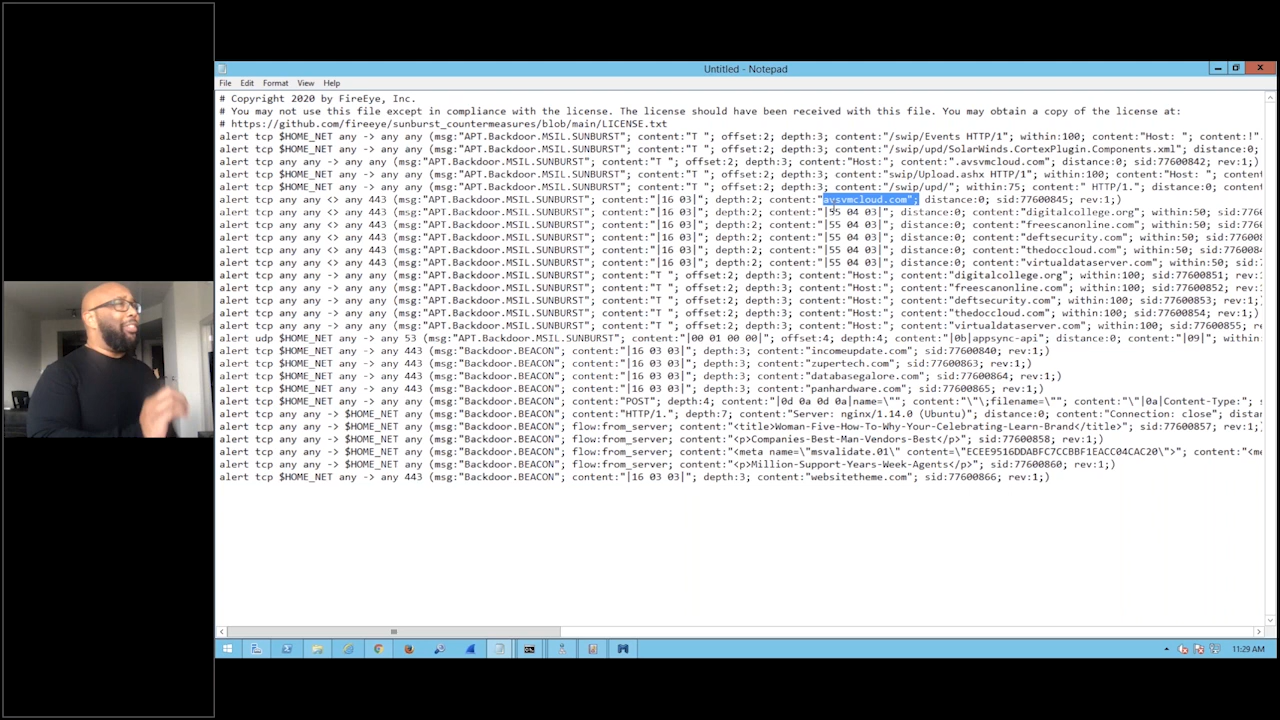 Untitled - Notepad
File Edit Format View Help
# Copyright 2020 by FireEye, Inc.
# You may not use this file except in compliance with the license. The license should have been received with this file. You may obtain a copy of the license at:
# https://github.com/fireeye/sunburst_countermeasures/blob/main/LICENSE.txt
alert tcp $HOME_NET any -> any any (msg:"APT.Backdoor.MSIL.SUNBURST"; content:"T "; offset:2; depth:3; content:"/swip/Events HTTP/1"; within:100; content:"Host: "; content:!"
alert tcp $HOME_NET any -> any any (msg:"APT.Backdoor.MSIL.SUNBURST"; content:"T "; offset:2; depth:3; content:"/swip/upd/SolarWinds.CortexPlugin.Components.xml"; distance:0;
alert tcp any any -> any any (msg:"APT.Backdoor.MSIL.SUNBURST"; content:"T "; offset:2; depth:3; content:"Host:"; content:".avsvmcloud.com"; distance:0; sid:77600842; rev:1;)
alert tcp $HOME_NET any -> any any (msg:"APT.Backdoor.MSIL.SUNBURST"; content:"T "; offset:2; depth:3; content:"swip/Upload.ashx HTTP/1"; within:100; content:"Host: "; content
alert tcp $HOME_NET any -> any any (msg:"APT.Backdoor.MSIL.SUNBURST"; content:"T "; offset:2; depth:3; content:"/swip/upd/"; within:75; content:" HTTP/1."; distance:0; content
alert tcp any any <> any 443 (msg:"APT.Backdoor.MSIL.SUNBURST"; content:"|16 03|"; depth:2; content:"avsvmcloud.com"; distance:0; sid:77600845; rev:1;)
alert tcp any any <> any 443 (msg:"APT.Backdoor.MSIL.SUNBURST"; content:"|16 03|"; depth:2; content:"|55 04 03|"; distance:0; content:"digitalcollege.org"; within:50; sid:776
alert tcp any any <> any 443 (msg:"APT.Backdoor.MSIL.SUNBURST"; content:"|16 03|"; depth:2; content:"|55 04 03|"; distance:0; content:"freescanonline.com"; within:50; sid:776
alert tcp any any <> any 443 (msg:"APT.Backdoor.MSIL.SUNBURST"; content:"|16 03|"; depth:2; content:"|55 04 03|"; distance:0; content:"deftsecurity.com"; within:50; sid:77600
alert tcp any any <> any 443 (msg:"APT.Backdoor.MSIL.SUNBURST"; content:"|16 03|"; depth:2; content:"|55 04 03|"; distance:0; content:"thedoccloud.com"; within:50; sid:776008
alert tcp any any <> any 443 (msg:"APT.Backdoor.MSIL.SUNBURST"; content:"|16 03|"; depth:2; content:"|55 04 03|"; distance:0; content:"virtualdataserver.com"; within:50; sid:
alert tcp any any -> any any (msg:"APT.Backdoor.MSIL.SUNBURST"; content:"T "; offset:2; depth:3; content:"Host:"; content:"digitalcollege.org"; within:100; sid:77600851; rev:1
alert tcp any any -> any any (msg:"APT.Backdoor.MSIL.SUNBURST"; content:"T "; offset:2; depth:3; content:"Host:"; content:"freescanonline.com"; within:100; sid:77600852; rev:1
alert tcp any any -> any any (msg:"APT.Backdoor.MSIL.SUNBURST"; content:"T "; offset:2; depth:3; content:"Host:"; content:"deftsecurity.com"; within:100; sid:77600853; rev:1;)
alert tcp any any -> any any (msg:"APT.Backdoor.MSIL.SUNBURST"; content:"T "; offset:2; depth:3; content:"Host:"; content:"thedoccloud.com"; within:100; sid:77600854; rev:1;)
alert tcp any any -> any any (msg:"APT.Backdoor.MSIL.SUNBURST"; content:"T "; offset:2; depth:3; content:"Host:"; content:"virtualdataserver.com"; within:100; sid:77600855; re
alert udp any any -> any 53 (msg:"APT.Backdoor.MSIL.SUNBURST"; content:"|00 01 00 00|"; offset:4; depth:4; content:"|0b|appsync-api"; distance:0; content:"|09|"; within:
alert tcp $HOME_NET any -> any 443 (msg:"Backdoor.BEACON"; content:"|16 03 03|"; depth:3; content:"incomeupdate.com"; sid:77600840; rev:1;)
alert tcp $HOME_NET any -> any 443 (msg:"Backdoor.BEACON"; content:"|16 03 03|"; depth:3; content:"zupertech.com"; sid:77600863; rev:1;)
alert tcp $HOME_NET any -> any 443 (msg:"Backdoor.BEACON"; content:"|16 03 03|"; depth:3; content:"databasegalore.com"; sid:77600864; rev:1;)
alert tcp $HOME_NET any -> any 443 (msg:"Backdoor.BEACON"; content:"|16 03 03|"; depth:3; content:"panhardware.com"; sid:77600865; rev:1;)
alert tcp $HOME_NET any -> any any (msg:"Backdoor.BEACON"; content:"POST"; depth:4; content:"|0d 0a 0d 0a|name=\""; content:"\"\;filename=\""; content:"\"|0a|Content-Type:"; s
alert tcp any any -> $HOME_NET any (msg:"Backdoor.BEACON"; content:"HTTP/1."; depth:7; content:"Server: nginx/1.14.0 (Ubuntu)"; distance:0; content:"Connection: close"; distan
alert tcp any any -> $HOME_NET any (msg:"Backdoor.BEACON"; flow:from_server; content:"<title>Woman-Five-How-To-Why-Your-Celebrating-Learn-Brand</title>"; sid:77600857; rev:1;)
alert tcp any any -> $HOME_NET any (msg:"Backdoor.BEACON"; flow:from_server; content:"<p>Companies-Best-Man-Vendors-Best</p>"; sid:77600858; rev:1;)
alert tcp any any -> $HOME_NET any (msg:"Backdoor.BEACON"; flow:from_server; content:"<meta name=\"msvalidate.01\" content=\"ECEE9516DDABFC7CCBBF1EACC04CAC20\">"; content:"<me
alert tcp any any -> $HOME_NET any (msg:"Backdoor.BEACON"; flow:from_server; content:"<p>Million-Support-Years-Week-Agents</p>"; sid:77600860; rev:1;)
alert tcp $HOME_NET any -> any 443 (msg:"Backdoor.BEACON"; content:"|16 03 03|"; depth:3; content:"websitetheme.com"; sid:77600866; rev:1;)
11:29 AM